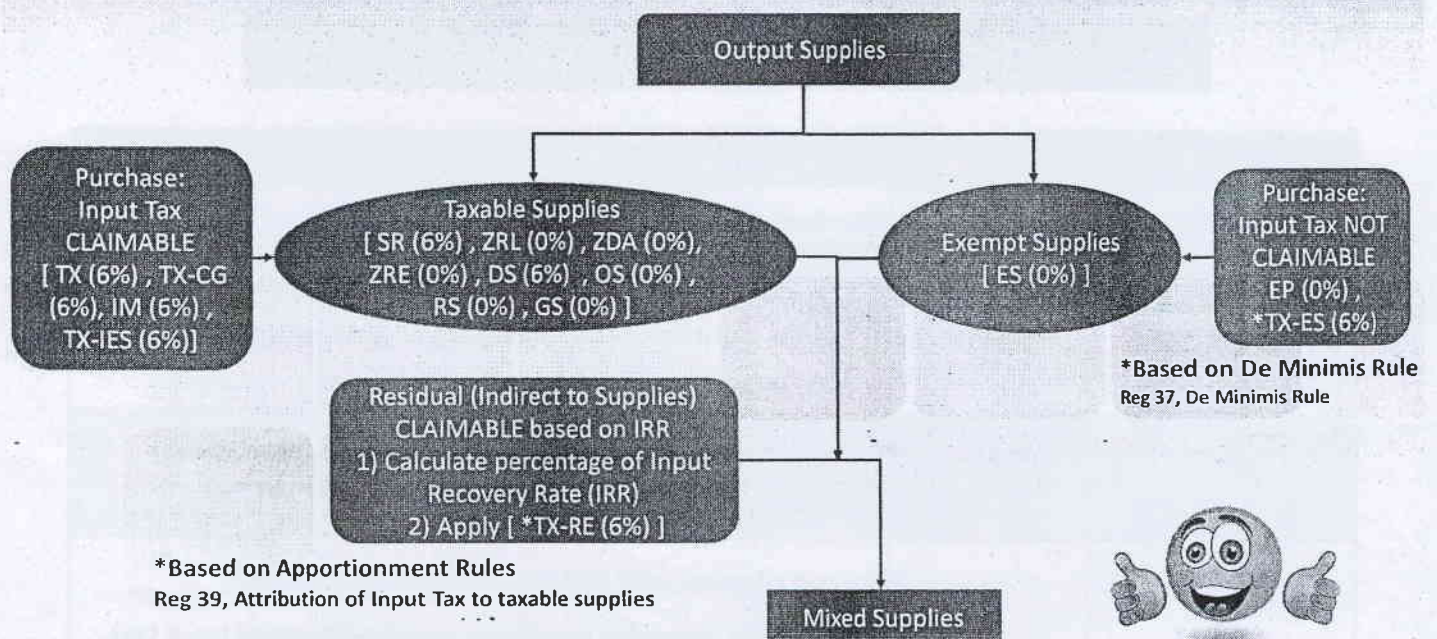 Output Supplies
Purchase:
Input Tax
CLAIMABLE
[ TX (6%) , TX-CG
(6%), IM (6%) ,
TX-IES (6%)]
Taxable Supplies
[ SR (6%) , ZRL (0%) , ZDA (0%),
ZRE (0%) , DS (6%) , OS (0%) ,
RS (0%) , GS (0%) ]
Exempt Supplies
[ ES (0%) ]
Purchase:
Input Tax NOT
CLAIMABLE
EP (0%) ,
*TX-ES (6%)
*Based on De Minimis Rule
Reg 37, De Minimis Rule
Residual (Indirect to Supplies)
CLAIMABLE based on IRR
1) Calculate percentage of Input
Recovery Rate (IRR)
2) Apply [ *TX-RE (6%) ]
*Based on Apportionment Rules
Reg 39, Attribution of Input Tax to taxable supplies
Mixed Supplies